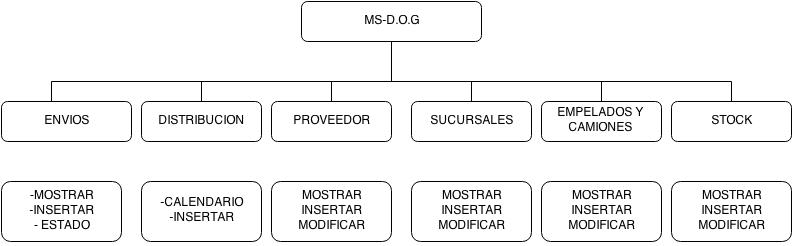 MS-D.O.G
ENVIOS
DISTRIBUCION
PROVEEDOR
SUCURSALES
EMPELADOS Y
CAMIONES
STOCK
-MOSTRAR
-INSERTAR
- ESTADO
-CALENDARIO
-INSERTAR
MOSTRAR
INSERTAR
MODIFICAR
MOSTRAR
INSERTAR
MODIFICAR
MOSTRAR
INSERTAR
MODIFICAR
MOSTRAR
INSERTAR
MODIFICAR